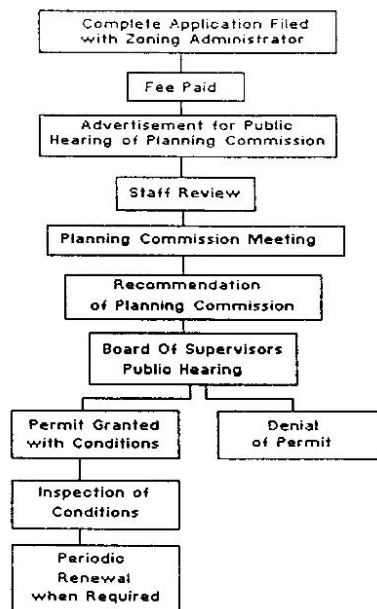 Complete Application Filed
with Zoning Administrator
Fee Paid
Advertisement for Public
Hearing of Planning Commission
Staff Review
Planning Commission Meeting
Recommendation
of Planning Commission
Board Of Supervisors
Public Hearing
Permit Granted
with Conditions
Denial
of Permit
Inspection of
Conditions
Periodic
Renewal
when Required